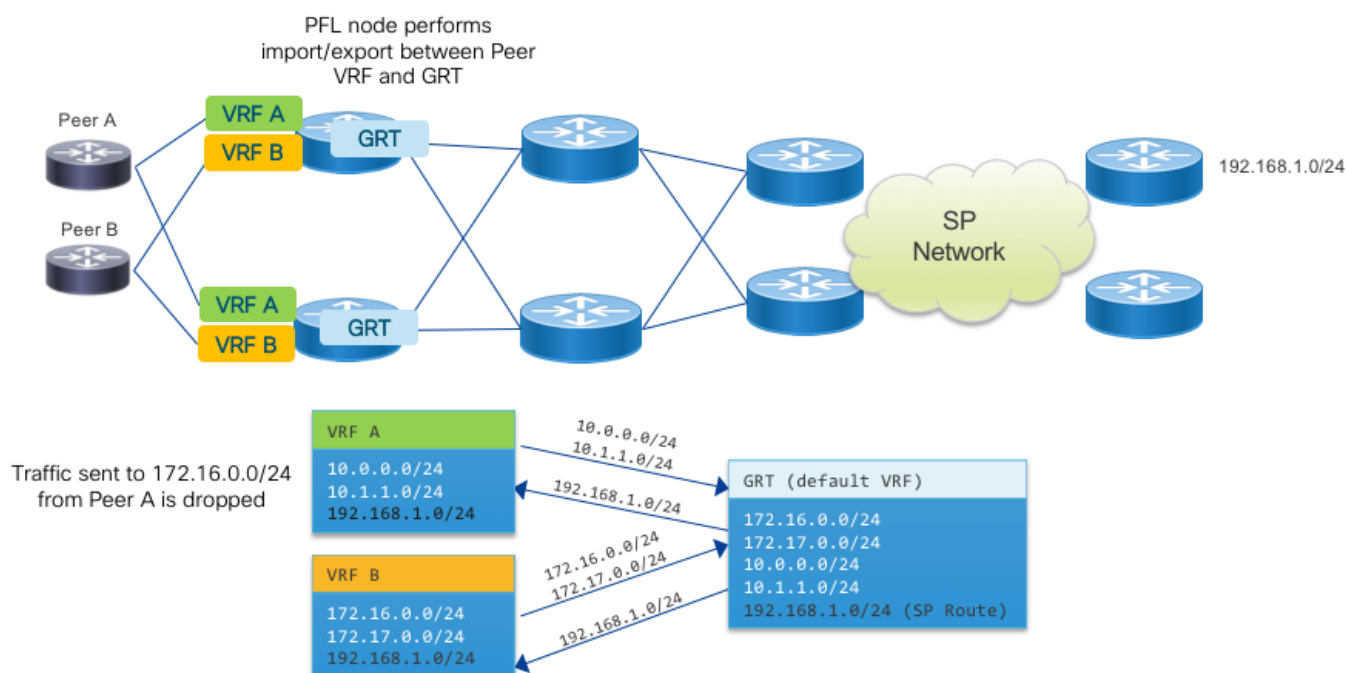 PFL node performs
import/export between Peer
VRF and GRT
Peer A
VRF A
VRF B
GRT
192.168.1.0/24
Peer B
SP
Network
VRF A
VRF B
GRT
Traffic sent to 172.16.0.0/24
from Peer A is dropped
VRF A
10.0.0.0/24
10.1.1.0/24
192.168.1.0/24
10.0.0.0/24
10.1.1.0/24
192.168.1.0/24
VRF B
172.16.0.0/24
172.17.0.0/24
192.168.1.0/24
172.16.0.0/24
172.17.0.0/24
192.168.1.0/24
GRT (default VRF)
172.16.0.0/24
172.17.0.0/24
10.0.0.0/24
10.1.1.0/24
192.168.1.0/24 (SP Route)